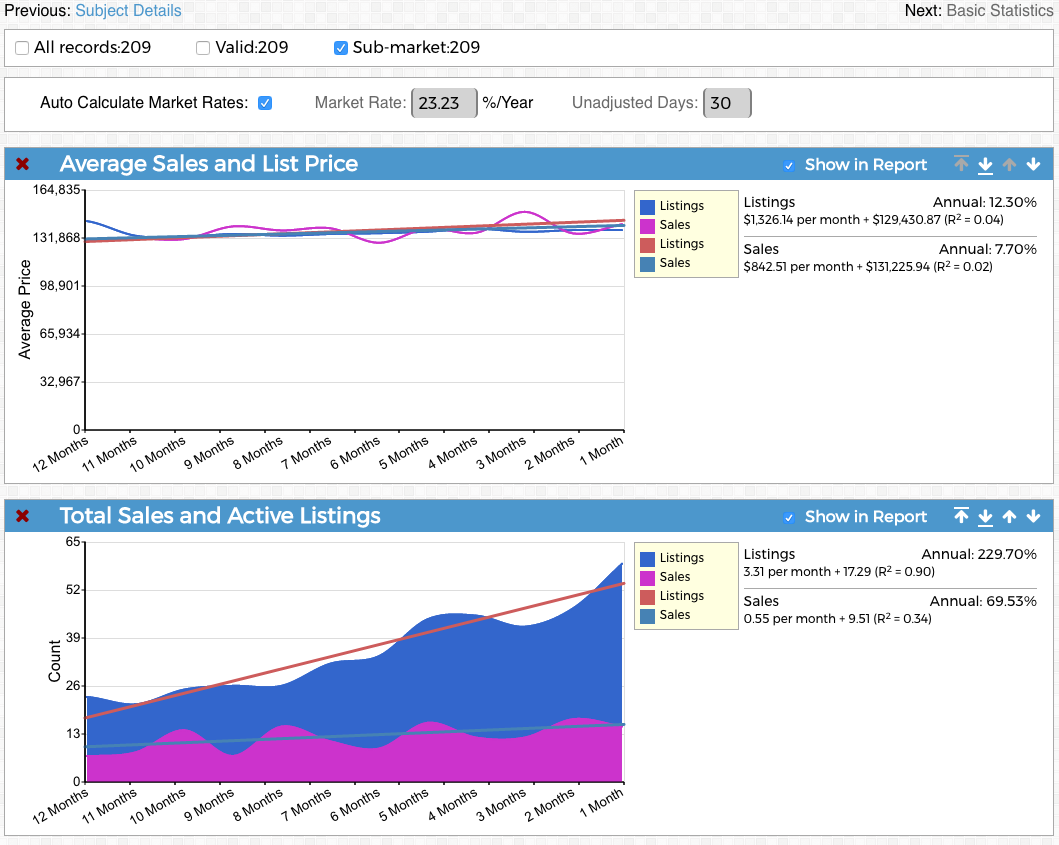 Previous: Subject Details
Next: Basic Statistics
All records:209
Valid:209
Sub-market:209
Auto Calculate Market Rates:
Market Rate: 23.23 %/Year
Unadjusted Days: 30
Average Sales and List Price
Show in Report
164,835
131,868
98,901
65,934
32,967
0
Average Price
12 Months
11 Months
10 Months
9 Months
8 Months
7 Months
6 Months
5 Months
4 Months
3 Months
2 Months
1 Month
Listings
Sales
Listings
Sales
Listings Annual: 12.30%
$1,326.14 per month + $129,430.87 (R² = 0.04)
Sales Annual: 7.70%
$842.51 per month + $131,225.94 (R² = 0.02)
Total Sales and Active Listings
Show in Report
65
52
39
26
13
0
Count
12 Months
11 Months
10 Months
9 Months
8 Months
7 Months
6 Months
5 Months
4 Months
3 Months
2 Months
1 Month
Listings
Sales
Listings
Sales
Listings Annual: 229.70%
3.31 per month + 17.29 (R² = 0.90)
Sales Annual: 69.53%
0.55 per month + 9.51 (R² = 0.34)